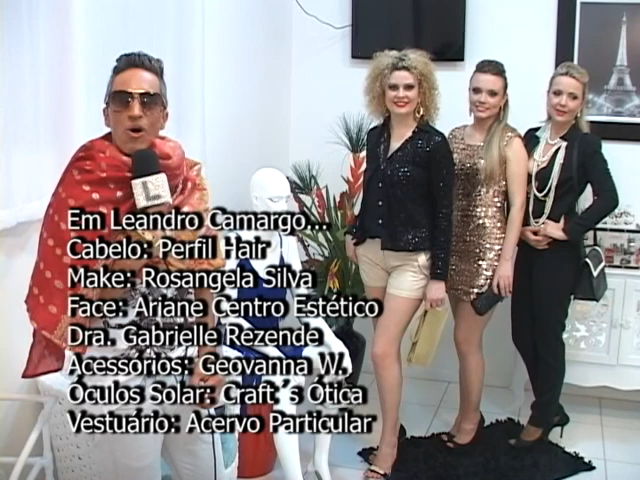 Em Leandro Camargo...
Cabelo: Perfil Hair
Make: Rosangela Silva
Face: Ariane Centro Estético
Dra. Gabrielle Rezende
Acessórios: Geovanna W.
Óculos Solar: Craft´s Ótica
Vestuário: Acervo Particular